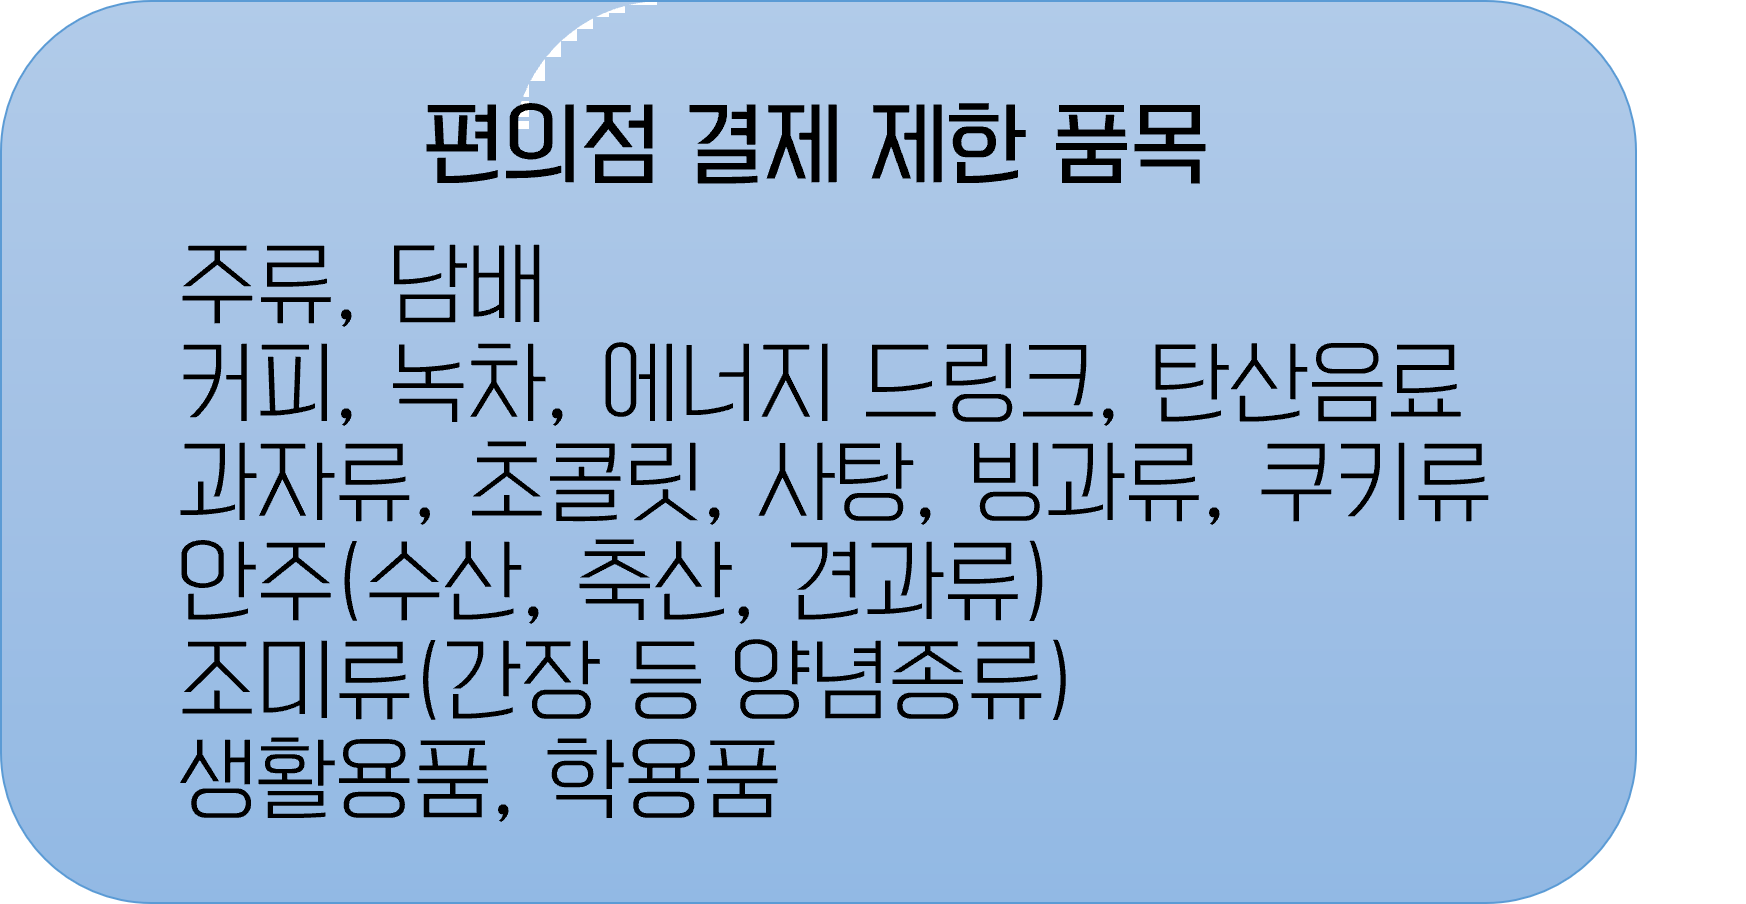 편의점 결제 제한 품목
주류, 담배
커피, 녹차, 에너지 드링크, 탄산음료
과자류, 초콜릿, 사탕, 빙과류, 쿠키류
안주(수산, 축산, 견과류)
조미류(간장 등 양념종류)
생활용품, 학용품